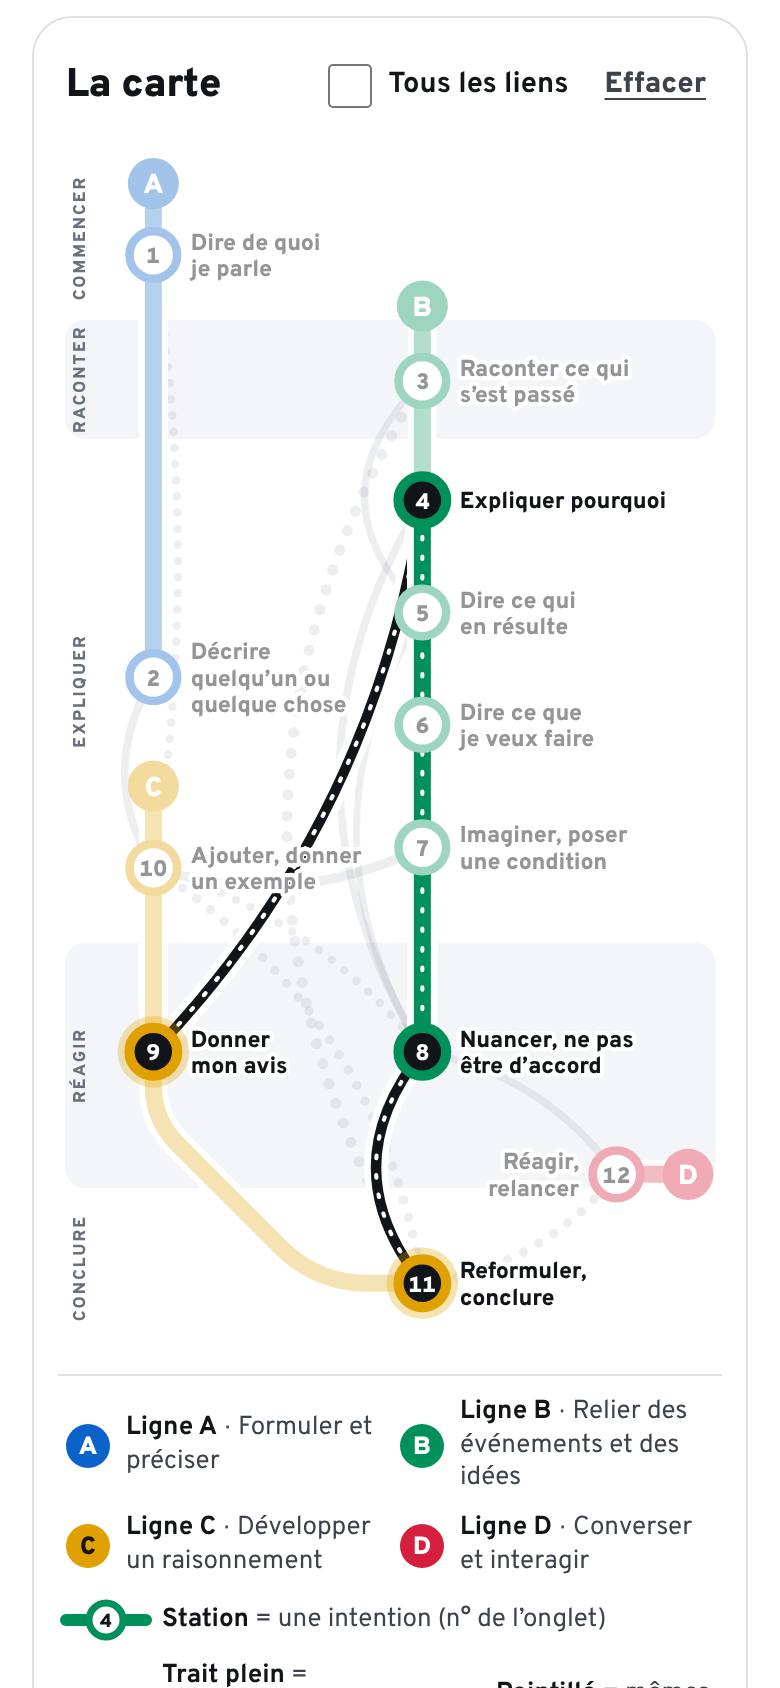 La carte
Tous les liens
Effacer
COMMENCER
A
1
Dire de quoi
je parle
B
RACONTER
3
Raconter ce qui
s'est passé
4
Expliquer pourquoi
5
Dire ce qui
en résulte
EXPLIQUER
2
Décrire
quelqu'un ou
quelque chose
6
Dire ce que
je veux faire
C
7
Imaginer, poser
une condition
10
Ajouter, donner
un exemple
RÉAGIR
9
Donner
mon avis
8
Nuancer, ne pas
être d'accord
Réagir,
relancer
12
D
CONCLURE
11
Reformuler,
conclure
A
Ligne A · Formuler et
préciser
B
Ligne B · Relier des
événements et des
idées
C
Ligne C · Développer
un raisonnement
D
Ligne D · Converser
et interagir
4
Station = une intention (n° de l'onglet)
Trait plein =
Pointillé = mêmes